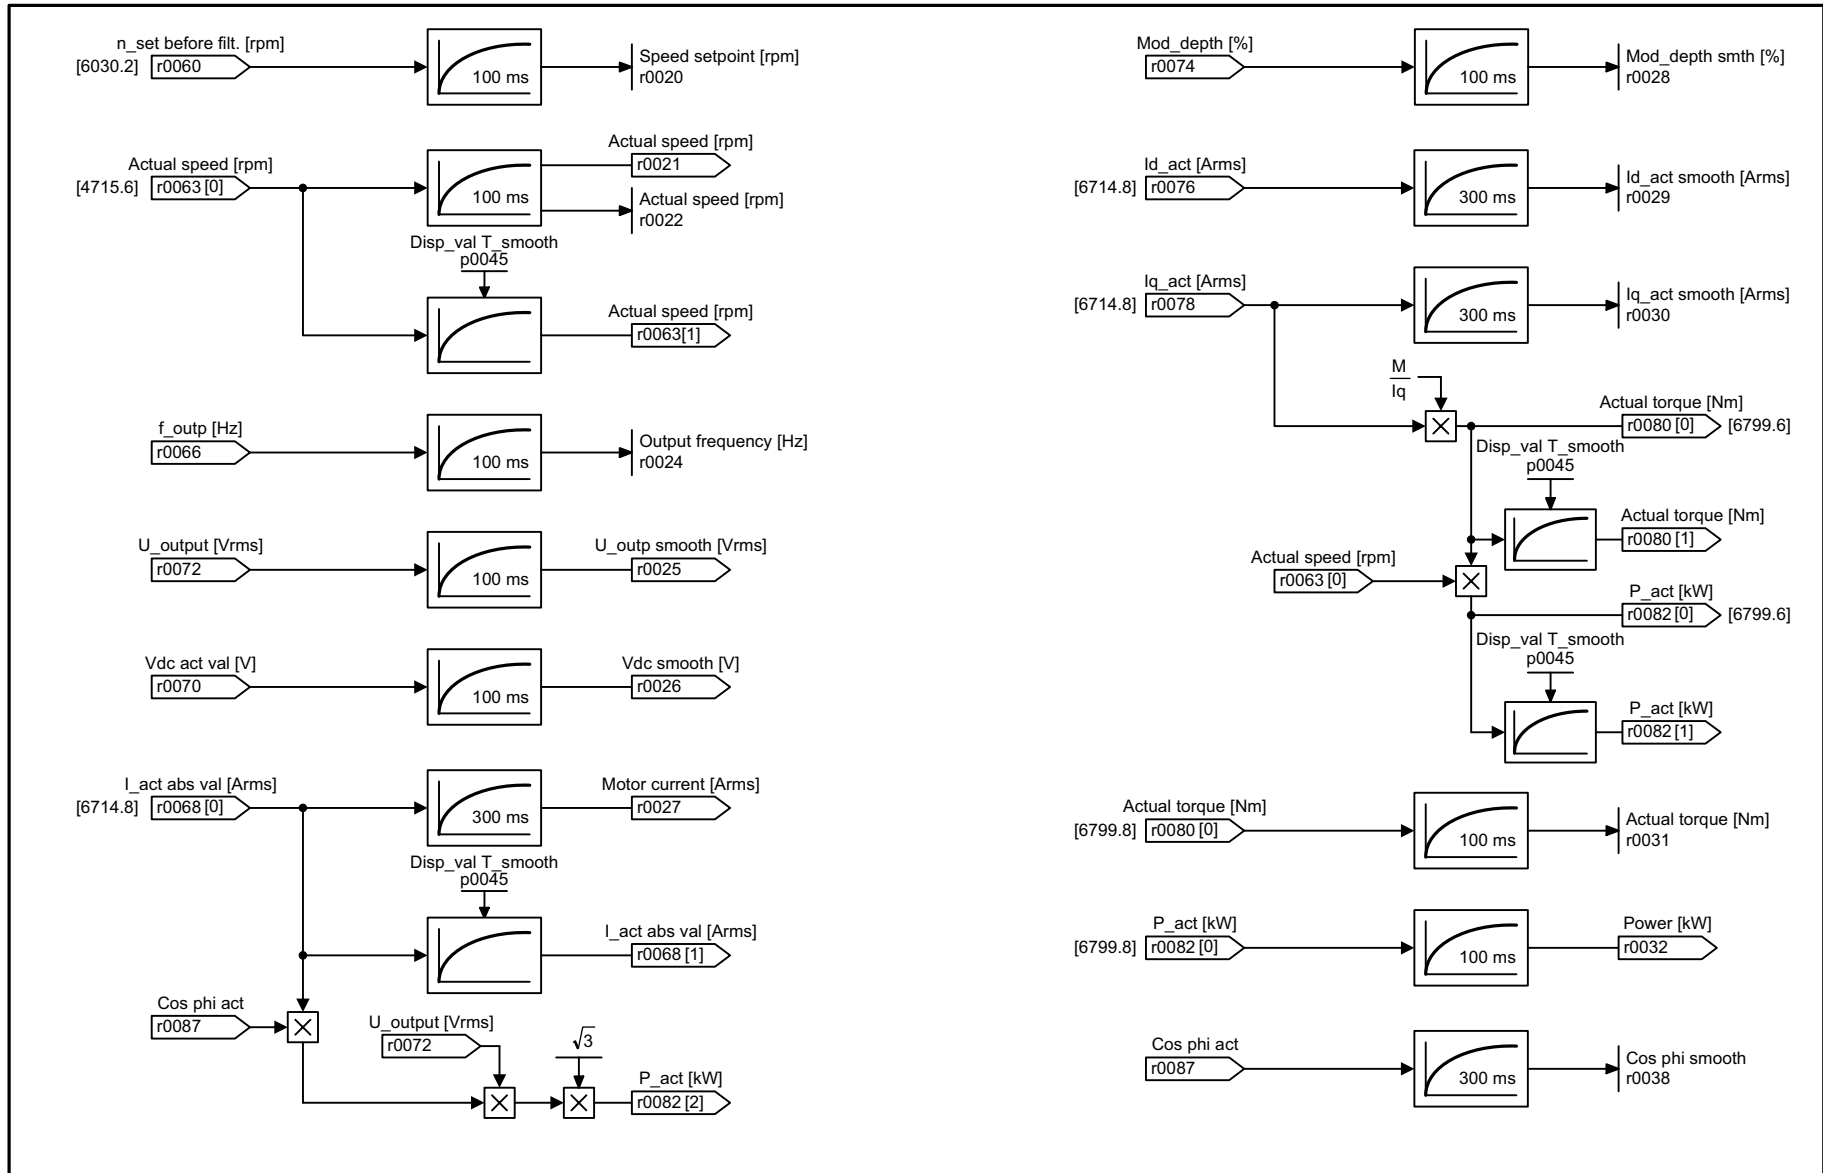 n_set before filt. [rpm]
[6030.2] r0060
100 ms
Speed setpoint [rpm]
r0020
Actual speed [rpm]
[4715.6] r0063 [0]
100 ms
Actual speed [rpm]
r0021
Actual speed [rpm]
r0022
Disp_val T_smooth
p0045
Actual speed [rpm]
r0063[1]
f_outp [Hz]
r0066
100 ms
Output frequency [Hz]
r0024
U_output [Vrms]
r0072
100 ms
U_outp smooth [Vrms]
r0025
Vdc act val [V]
r0070
100 ms
Vdc smooth [V]
r0026
I_act abs val [Arms]
[6714.8] r0068 [0]
300 ms
Motor current [Arms]
r0027
Disp_val T_smooth
p0045
I_act abs val [Arms]
r0068 [1]
Cos phi act
r0087
U_output [Vrms]
r0072
√3
P_act [kW]
r0082 [2]
Mod_depth [%]
r0074
100 ms
Mod_depth smth [%]
r0028
Id_act [Arms]
[6714.8] r0076
300 ms
Id_act smooth [Arms]
r0029
Iq_act [Arms]
[6714.8] r0078
300 ms
Iq_act smooth [Arms]
r0030
M
Iq
Actual torque [Nm]
r0080 [0] [6799.6]
Disp_val T_smooth
p0045
Actual torque [Nm]
r0080 [1]
Actual speed [rpm]
r0063 [0]
P_act [kW]
r0082 [0] [6799.6]
Disp_val T_smooth
p0045
P_act [kW]
r0082 [1]
Actual torque [Nm]
[6799.8] r0080 [0]
100 ms
Actual torque [Nm]
r0031
P_act [kW]
[6799.8] r0082 [0]
100 ms
Power [kW]
r0032
Cos phi act
r0087
300 ms
Cos phi smooth
r0038